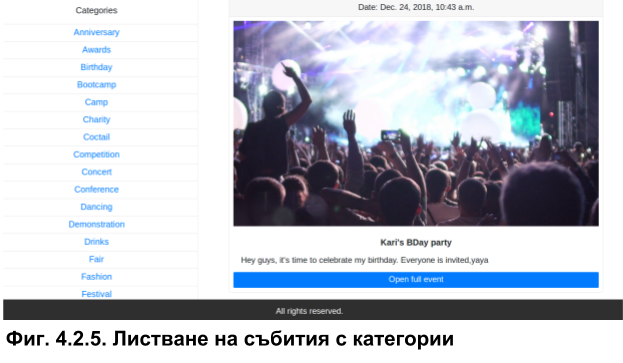 Categories
Anniversary
Awards
Birthday
Bootcamp
Camp
Charity
Coctail
Competition
Concert
Conference
Dancing
Demonstration
Drinks
Fair
Fashion
Festival
Date: Dec. 24, 2018, 10:43 a.m.
Kari's BDay party
Hey guys, it's time to celebrate my birthday. Everyone is invited,yaya
Open full event
All rights reserved.
Фиг. 4.2.5. Листване на събития с категории